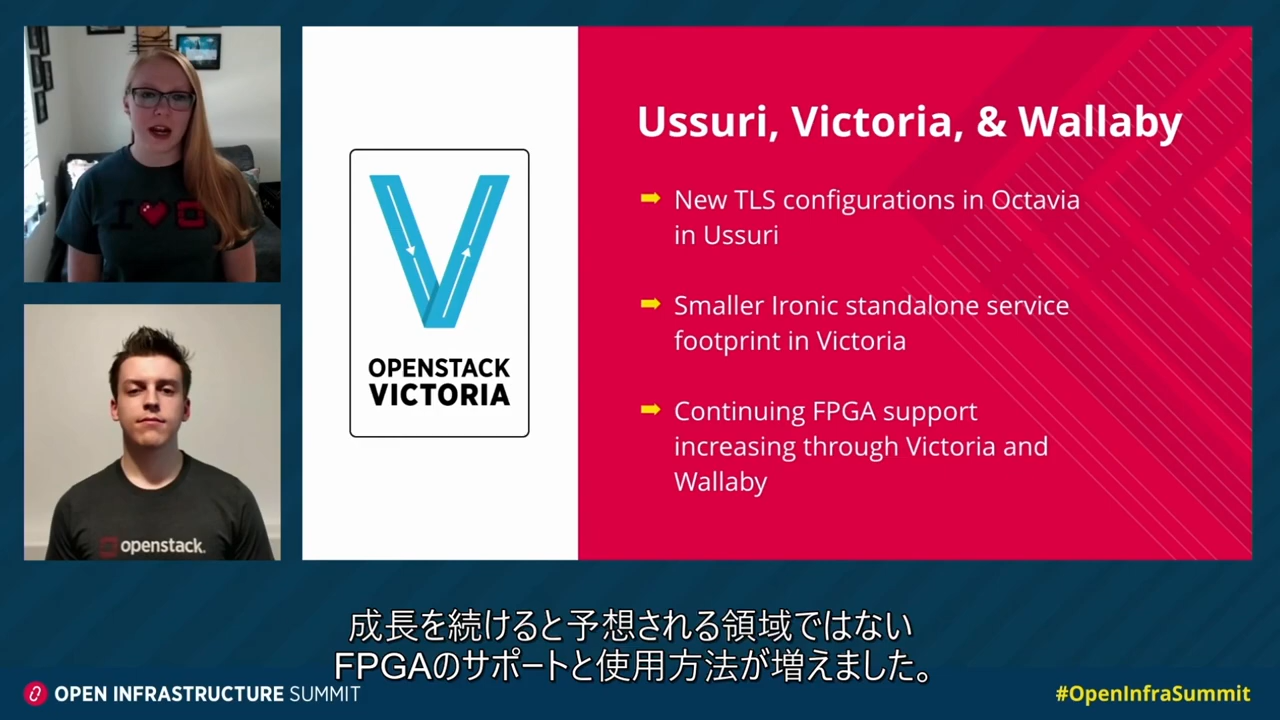 I ❤
openstack.
OPENSTACK
VICTORIA
Ussuri, Victoria, & Wallaby
New TLS configurations in Octavia
in Ussuri
Smaller Ironic standalone service
footprint in Victoria
Continuing FPGA support
increasing through Victoria and
Wallaby
成長を続けると予想される領域ではない
FPGAのサポートと使用方法が増えました。
OPEN INFRASTRUCTURE SUMMIT
#OpenInfraSummit